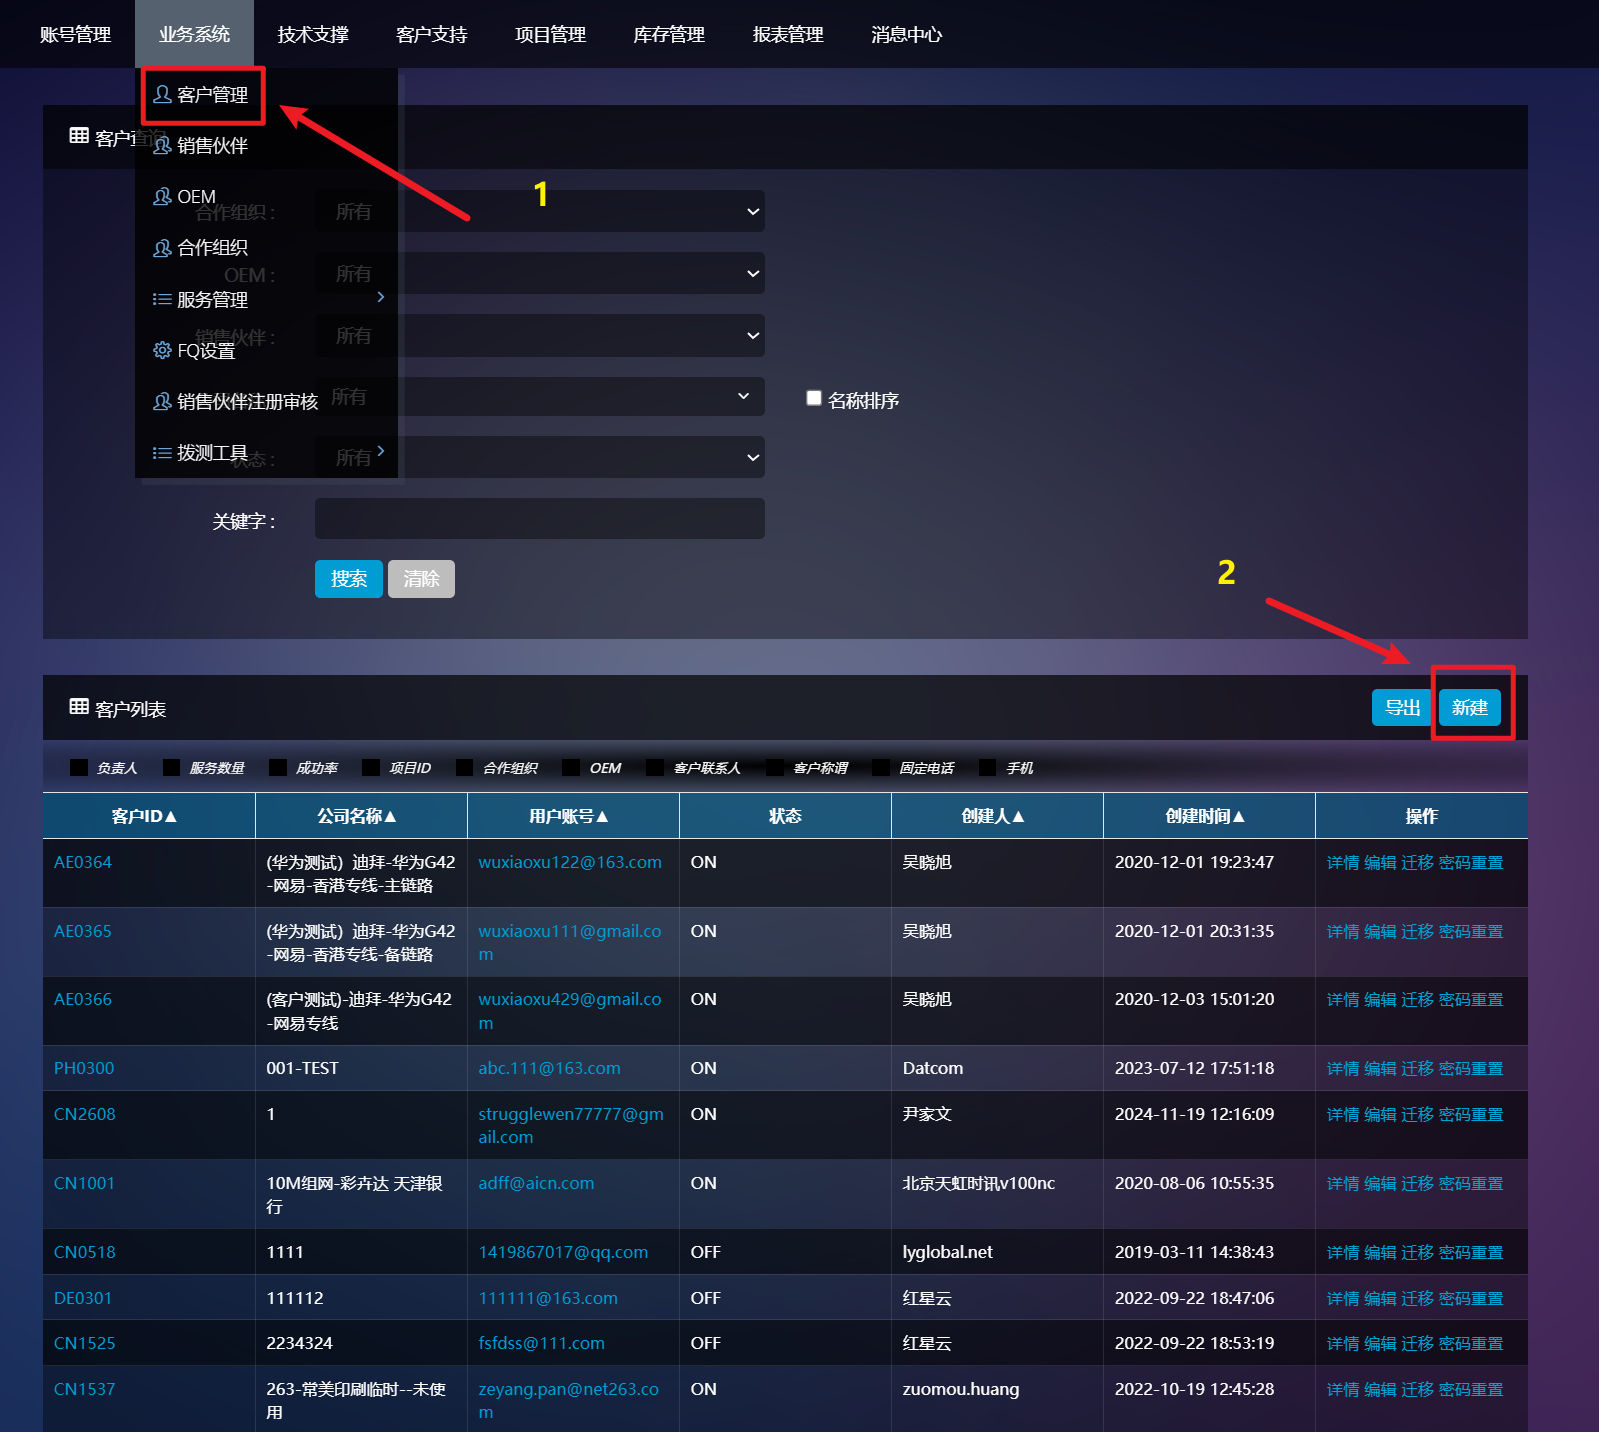 账号管理 业务系统 技术支撑 客户支持 项目管理 库存管理 报表管理 消息中心
客户管理
客户查询
销售伙伴
1
OEM
合作组织： 所有
合作组织
OEM： 所有
服务管理
销售伙伴： 所有
FQ设置
销售伙伴注册审核 所有 名称排序
拨测工具
状态： 所有
关键字：
搜索 清除
2
客户列表 导出 新建
负责人 服务数量 成功率 项目ID 合作组织 OEM 客户联系人 客户称谓 固定电话 手机
客户ID▲ 公司名称▲ 用户账号▲ 状态 创建人▲ 创建时间▲ 操作
AE0364 (华为测试）迪拜-华为G42 wuxiaoxu122@163.com ON 吴晓旭 2020-12-01 19:23:47 详情 编辑 迁移 密码重置
-网易-香港专线-主链路
AE0365 (华为测试）迪拜-华为G42 wuxiaoxu111@gmail.co ON 吴晓旭 2020-12-01 20:31:35 详情 编辑 迁移 密码重置
-网易-香港专线-备链路 m
AE0366 (客户测试)-迪拜-华为G42 wuxiaoxu429@gmail.co ON 吴晓旭 2020-12-03 15:01:20 详情 编辑 迁移 密码重置
-网易专线 m
PH0300 001-TEST abc.111@163.com ON Datcom 2023-07-12 17:51:18 详情 编辑 迁移 密码重置
CN2608 1 strugglewen77777@gm ON 尹家文 2024-11-19 12:16:09 详情 编辑 迁移 密码重置
ail.com
CN1001 10M组网-彩卉达 天津银 adff@aicn.com ON 北京天虹时讯v100nc 2020-08-06 10:55:35 详情 编辑 迁移 密码重置
行
CN0518 1111 1419867017@qq.com OFF lyglobal.net 2019-03-11 14:38:43 详情 编辑 迁移 密码重置
DE0301 111112 111111@163.com OFF 红星云 2022-09-22 18:47:06 详情 编辑 迁移 密码重置
CN1525 2234324 fsfdss@111.com OFF 红星云 2022-09-22 18:53:19 详情 编辑 迁移 密码重置
CN1537 263-常美印刷临时--未使 zeyang.pan@net263.co ON zuomou.huang 2022-10-19 12:45:28 详情 编辑 迁移 密码重置
用 m